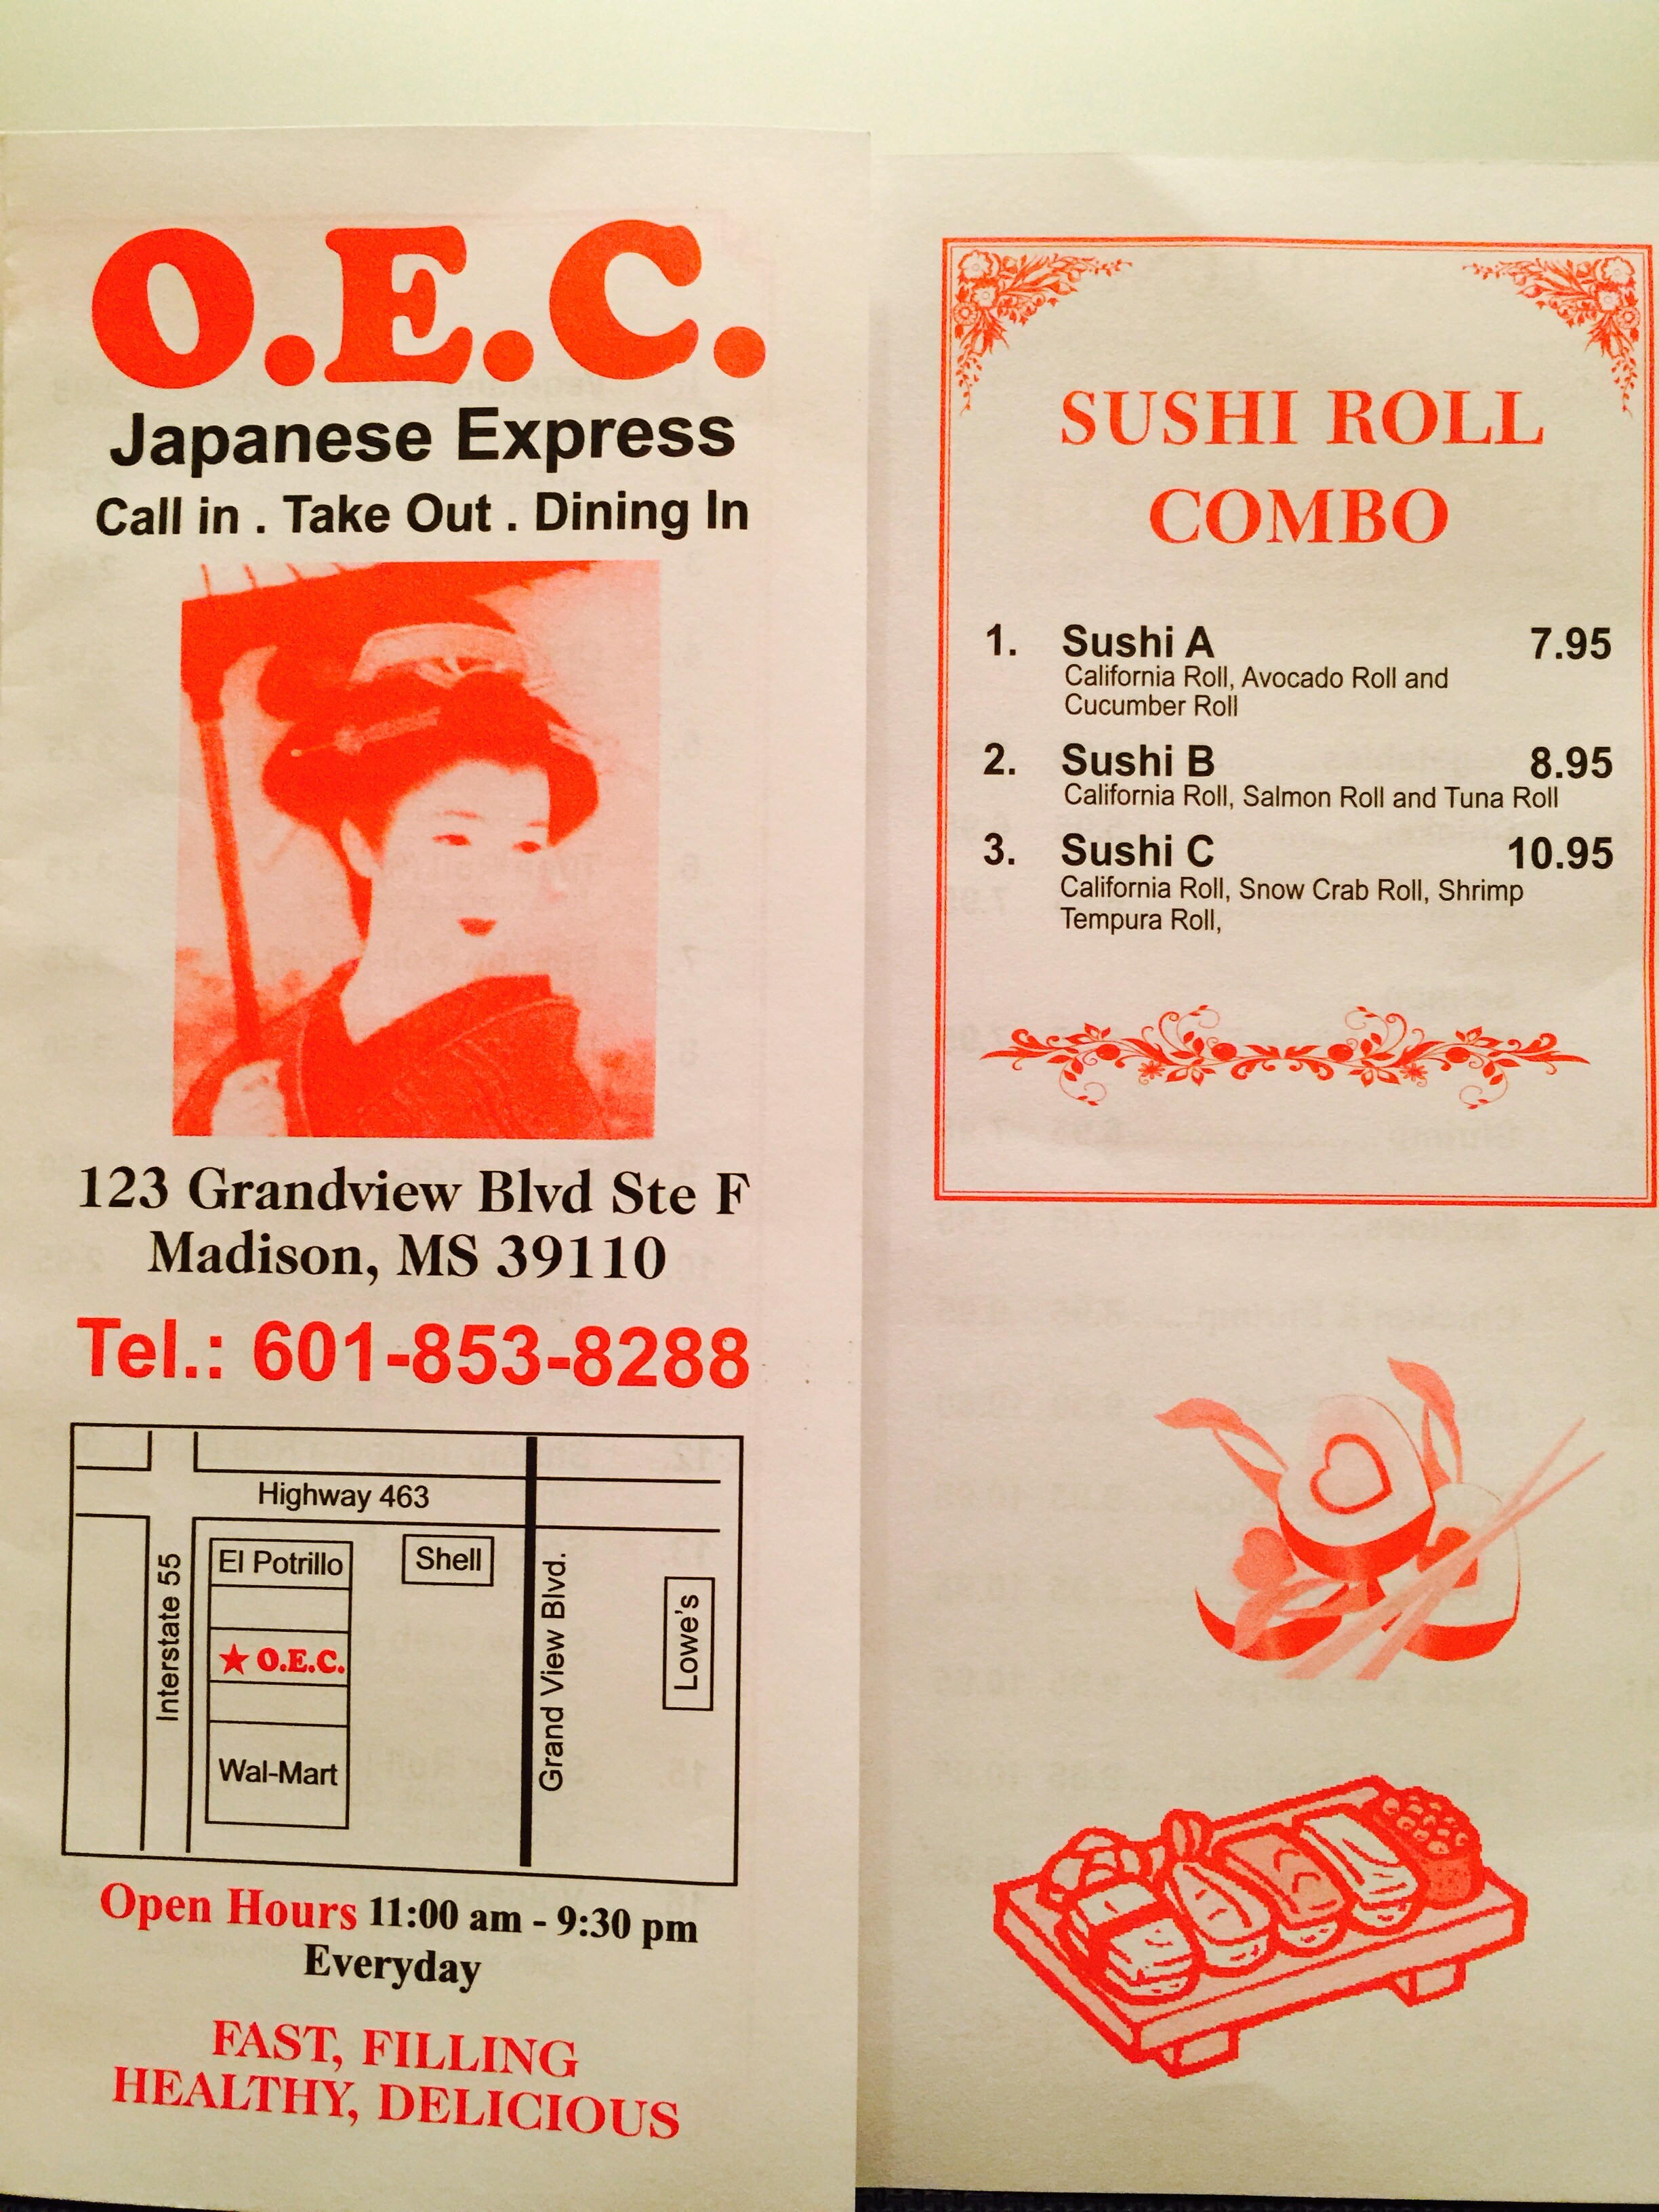 O.E.C.
Japanese Express
Call in . Take Out . Dining In
123 Grandview Blvd Ste F
Madison, MS 39110
Tel.: 601-853-8288
Highway 463
Interstate 55
El Potrillo
Shell
★ O.E.C.
Wal-Mart
Grand View Blvd.
Lowe's
Open Hours 11:00 am - 9:30 pm
Everyday
FAST, FILLING
HEALTHY, DELICIOUS
SUSHI ROLL
COMBO
1. Sushi A 7.95
California Roll, Avocado Roll and
Cucumber Roll
2. Sushi B 8.95
California Roll, Salmon Roll and Tuna Roll
3. Sushi C 10.95
California Roll, Snow Crab Roll, Shrimp
Tempura Roll,